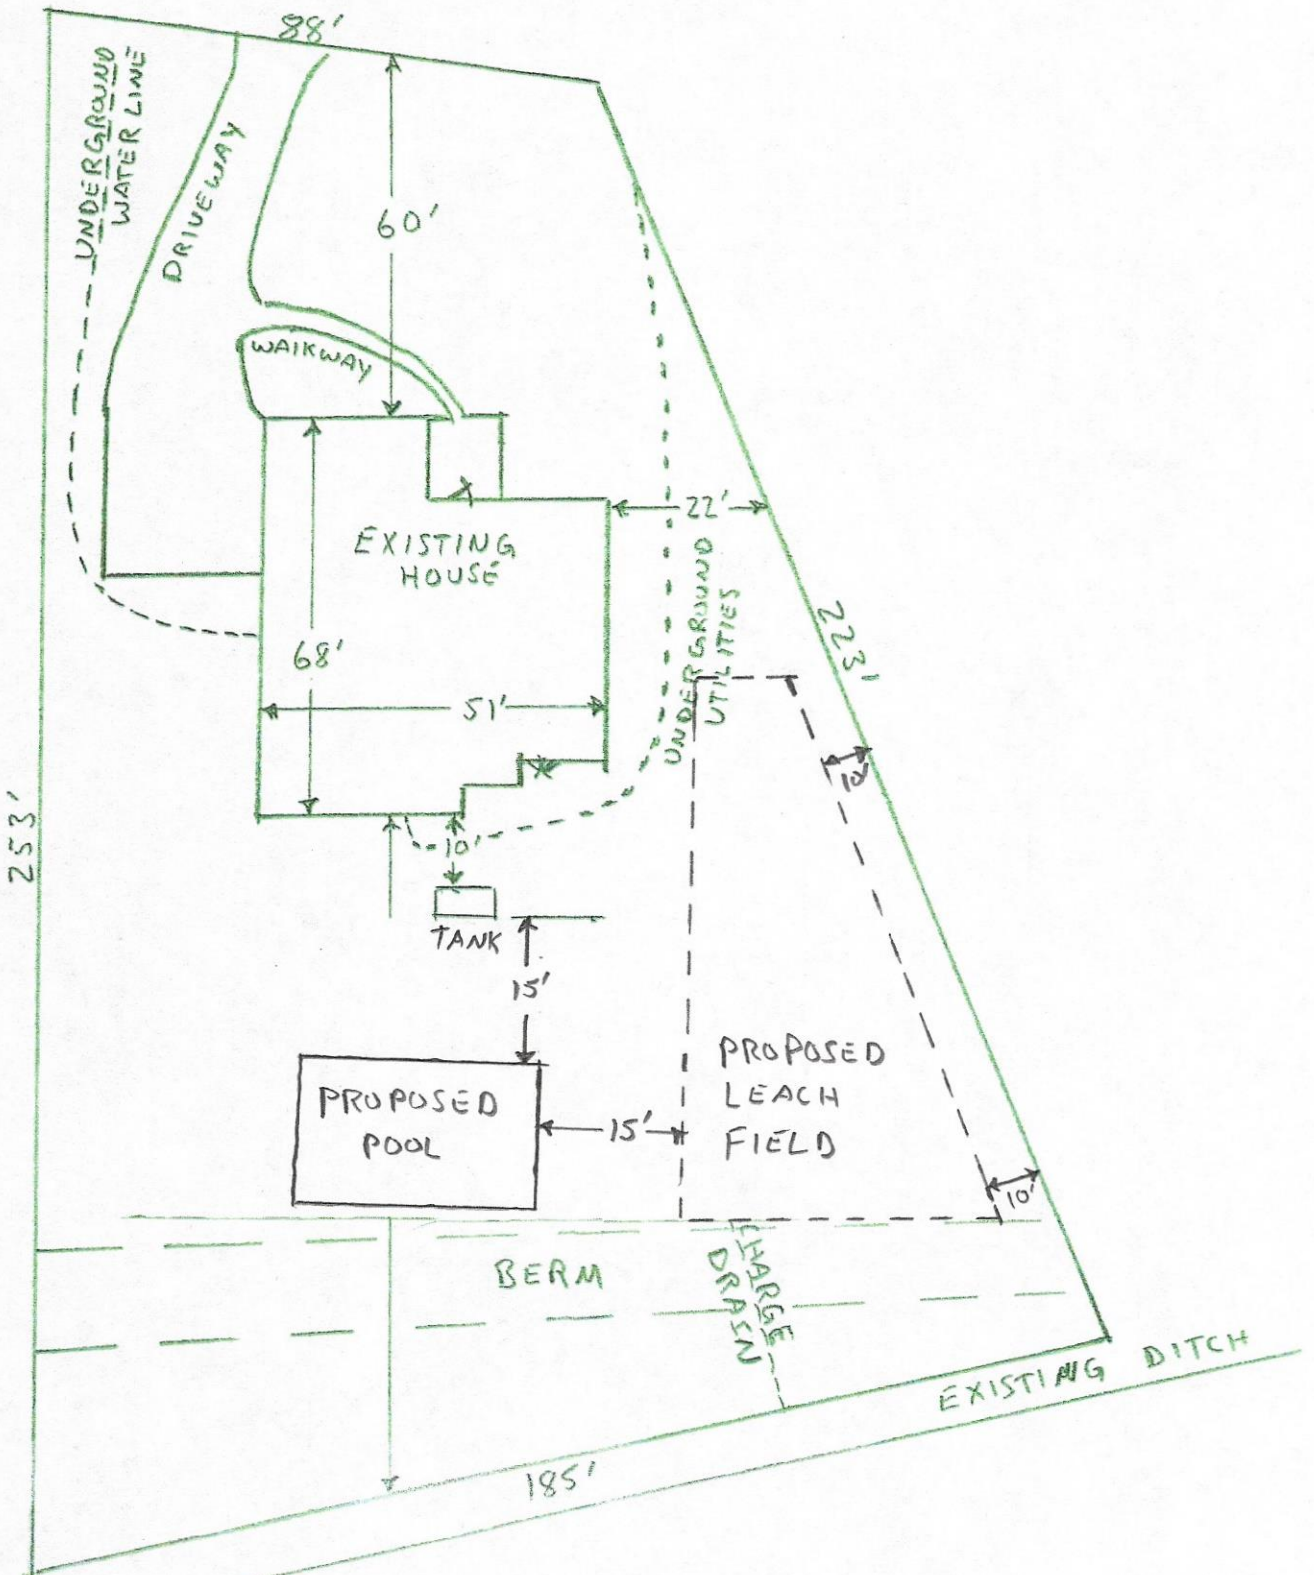 88'
UNDERGROUND
WATER LINE
DRIVEWAY
60'
WAIKWAY
22'
EXISTING
HOUSE
UNDERGROUND
UTILITIES
223'
68'
51'
10'
253'
10'
TANK
15'
PROPOSED
LEACH
FIELD
PROPOSED
POOL
15'
10'
BERM
CHARGE
DRAIN
EXISTING DITCH
185'